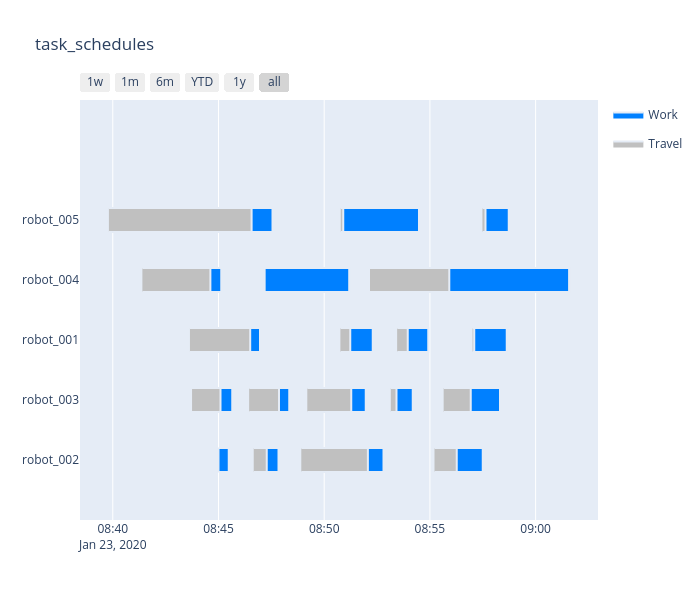 task_schedules
1w 1m 6m YTD 1y all
Work
Travel
robot_005
robot_004
robot_001
robot_003
robot_002
08:40 08:45 08:50 08:55 09:00
Jan 23, 2020